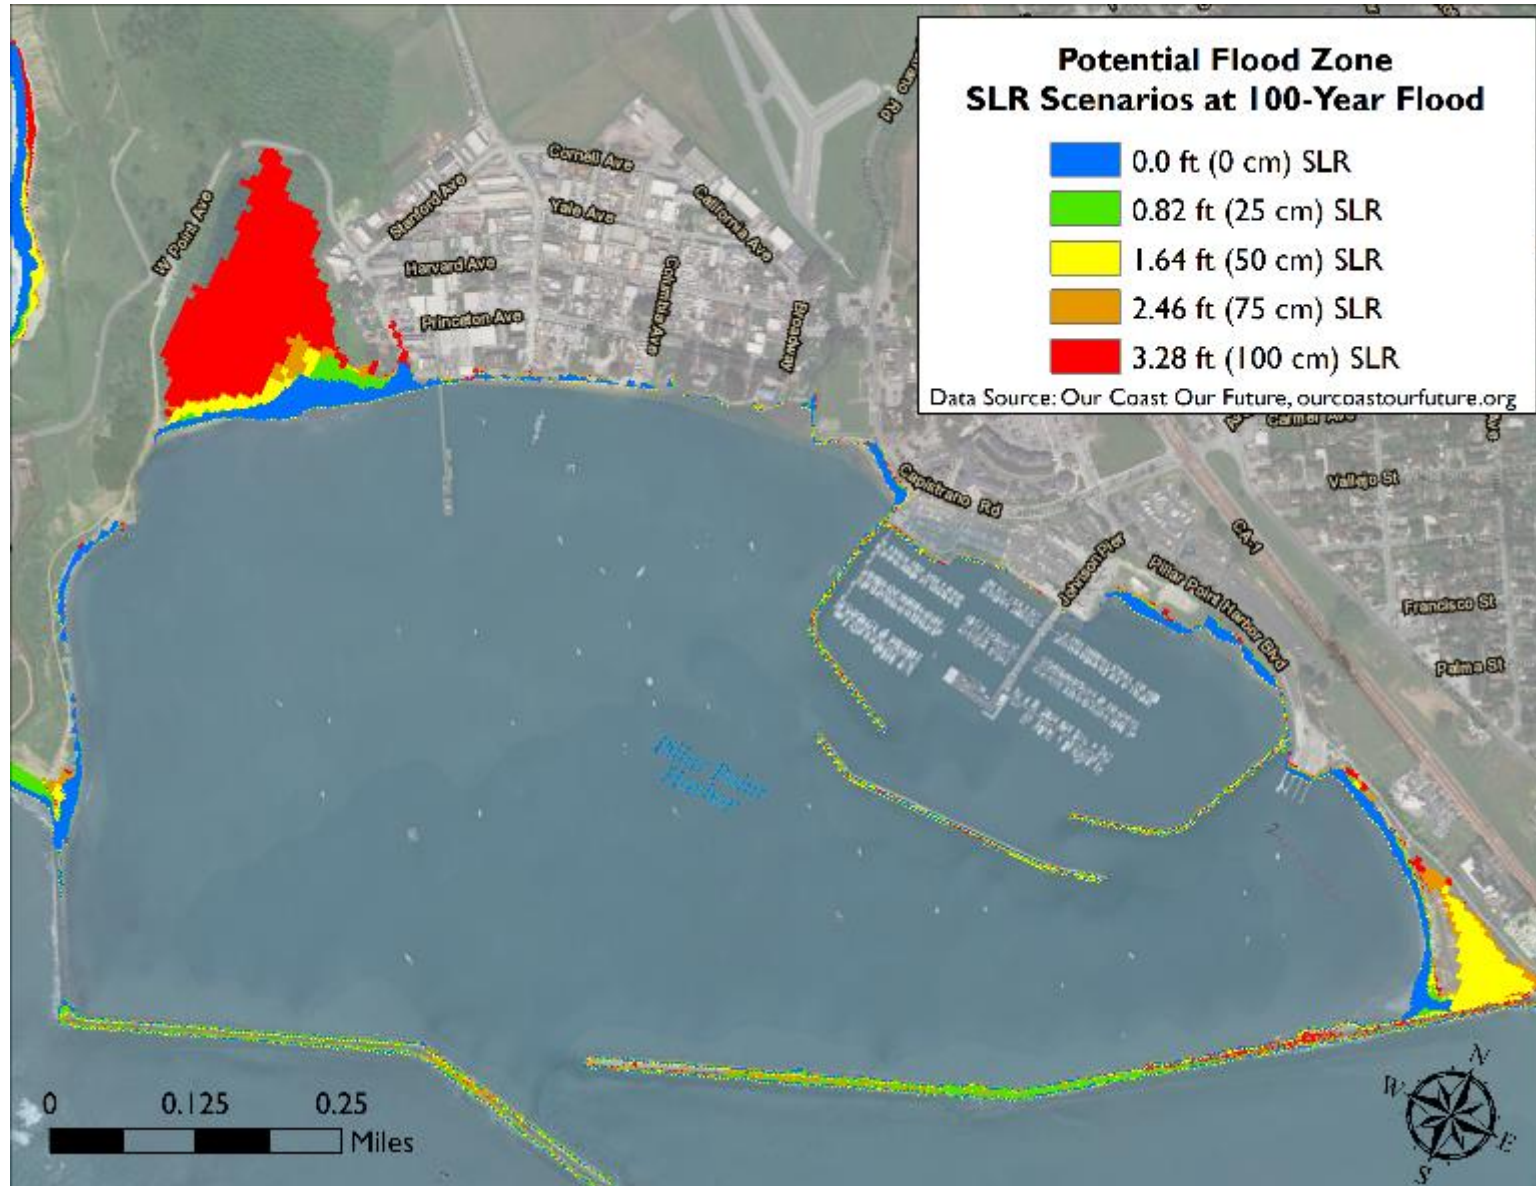 Potential Flood Zone
SLR Scenarios at 100-Year Flood
0.0 ft (0 cm) SLR
0.82 ft (25 cm) SLR
1.64 ft (50 cm) SLR
2.46 ft (75 cm) SLR
3.28 ft (100 cm) SLR
Data Source: Our Coast Our Future, ourcoastourfuture.org
Cornell Ave
Stanford Ave
Yale Ave
California Ave
W Point Ave
Harvard Ave
Columbia Ave
Princeton Ave
Broadway
Rd
Carmel Ave
Ave
Capistrano Rd
Vallejo St
CA-1
Johnson Pier
Pillar Point Harbor Blvd
Francisco St
Palma St
Pillar Point
Harbor
0 0.125 0.25
Miles
N
W
E
S